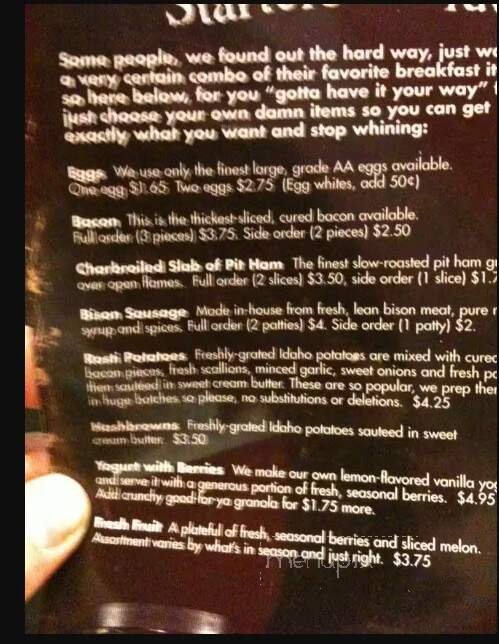 Some people, we found out the hard way, just
a very certain combo of their favorite breakfast
so here below, for you "gotta have it your way"
just choose your own damn items so you can get
exactly what you want and stop whining:
Eggs We use only the finest large, grade AA eggs available.
One egg $1.65 Two eggs $2.75 (Egg whites, add 50¢)
Bacon This is the thickest-sliced, cured bacon available.
Full order (3 pieces) $3.75. Side order (2 pieces) $2.50
Charbroiled Slab of Pit Ham The finest slow-roasted pit ham
over open flames. Full order (2 slices) $3.50, side order (1 slice)
Bison Sausage Made in-house from fresh, lean bison meat, pure
syrup and spices. Full order (2 patties) $4. Side order (1 patty) $2.
Rosti Potatoes Freshly-grated Idaho potatoes are mixed with
bacon pieces, fresh scallions, minced garlic, sweet onions and fresh
then sautéed in sweet cream butter. These are so popular, we prep
in huge batches so please, no substitutions or deletions. $4.25
Hashbrowns Freshly-grated Idaho potatoes sauteed in sweet
cream butter. $3.50
Yogurt with Berries We make our own lemon-flavored vanilla
and serve it with a generous portion of fresh, seasonal berries. $4.95
Add crunchy good-for-ya granola for $1.75 more.
Fresh Fruit A plateful of fresh, seasonal berries and sliced melon.
Assortment varies by what's in season and just right. $3.75